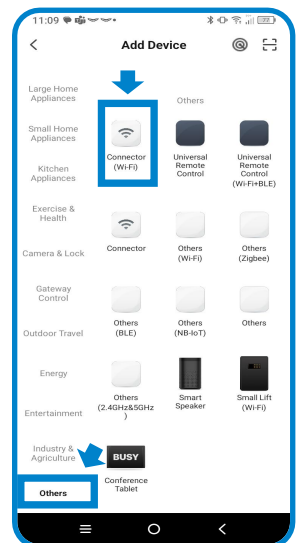 11:09
Add Device
Large Home
Appliances
Small Home
Appliances
Kitchen
Appliances
Exercise &
Health
Camera & Lock
Gateway
Control
Outdoor Travel
Energy
Entertainment
Industry &
Agriculture
Others
Others
Connector
(Wi-Fi)
Universal
Remote
Control
Universal
Remote
Control
(Wi-Fi+BLE)
Connector
Others
(Wi-Fi)
Others
(Zigbee)
Others
(BLE)
Others
(NB-IoT)
Others
Others
(2.4GHz&5GHz
)
Smart
Speaker
Small Lift
(Wi-Fi)
BUSY
Conference
Tablet